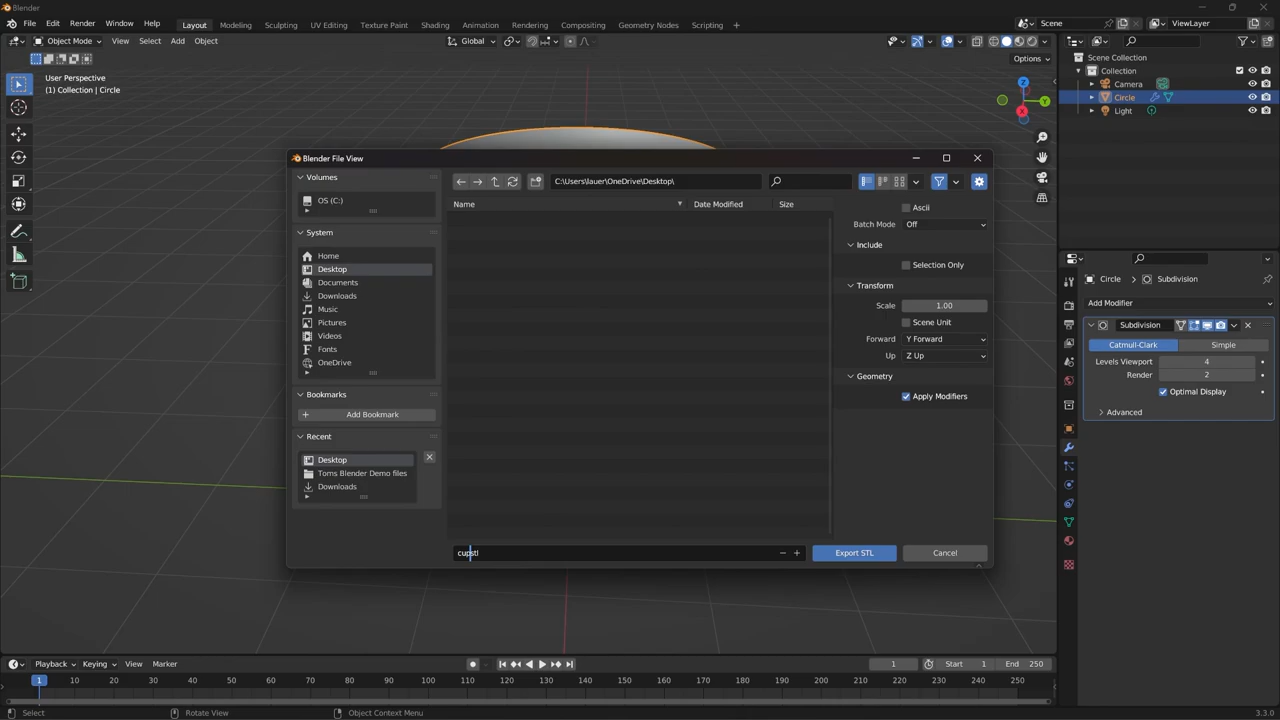 Blender
File Edit Render Window Help Layout Modeling Sculpting UV Editing Texture Paint Shading Animation Rendering Compositing Geometry Nodes Scripting + Scene ViewLayer
Object Mode View Select Add Object Global
Options
User Perspective
(1) Collection | Circle
Z
Y
X
Scene Collection
Collection
Camera
Circle
Light
Blender File View
Volumes
OS (C:)
System
Home
Desktop
Documents
Downloads
Music
Pictures
Videos
Fonts
OneDrive
Bookmarks
Add Bookmark
Recent
Desktop
Toms Blender Demo files
Downloads
C:\Users\lauer\OneDrive\Desktop\
Name Date Modified Size
Ascii
Batch Mode Off
Include
Selection Only
Transform
Scale 1.00
Scene Unit
Forward Y Forward
Up Z Up
Geometry
Apply Modifiers
cupstl
Export STL Cancel
Circle > Subdivision
Add Modifier
Subdivision
Catmull-Clark Simple
Levels Viewport 4
Render 2
Optimal Display
Advanced
Playback Keying View Marker 1 Start 1 End 250
1 10 20 30 40 50 60 70 80 90 100 110 120 130 140 150 160 170 180 190 200 210 220 230 240 250
Select Rotate View Object Context Menu 3.3.0